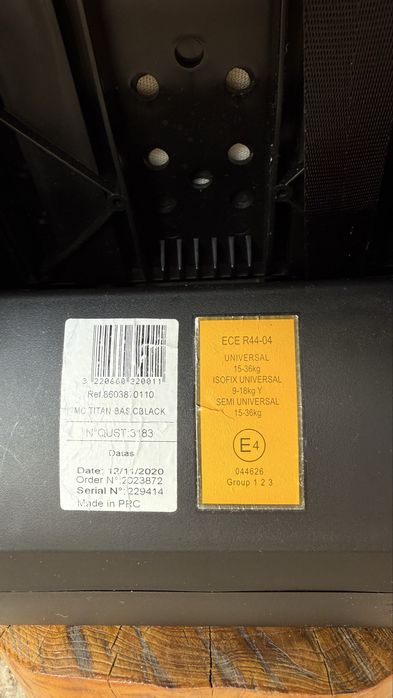 3 220660 320011
Ref.8603870110
MC TITAN BAS CBLACK
N°QUST:3183
Datas
Date: 12/11/2020
Order N°:2023872
Serial N°:229414
Made in PRC
ECE R44-04
UNIVERSAL
15-36kg
ISOFIX UNIVERSAL
9-18kg Y
SEMI UNIVERSAL
15-36kg
E4
044626
Group 1 2 3